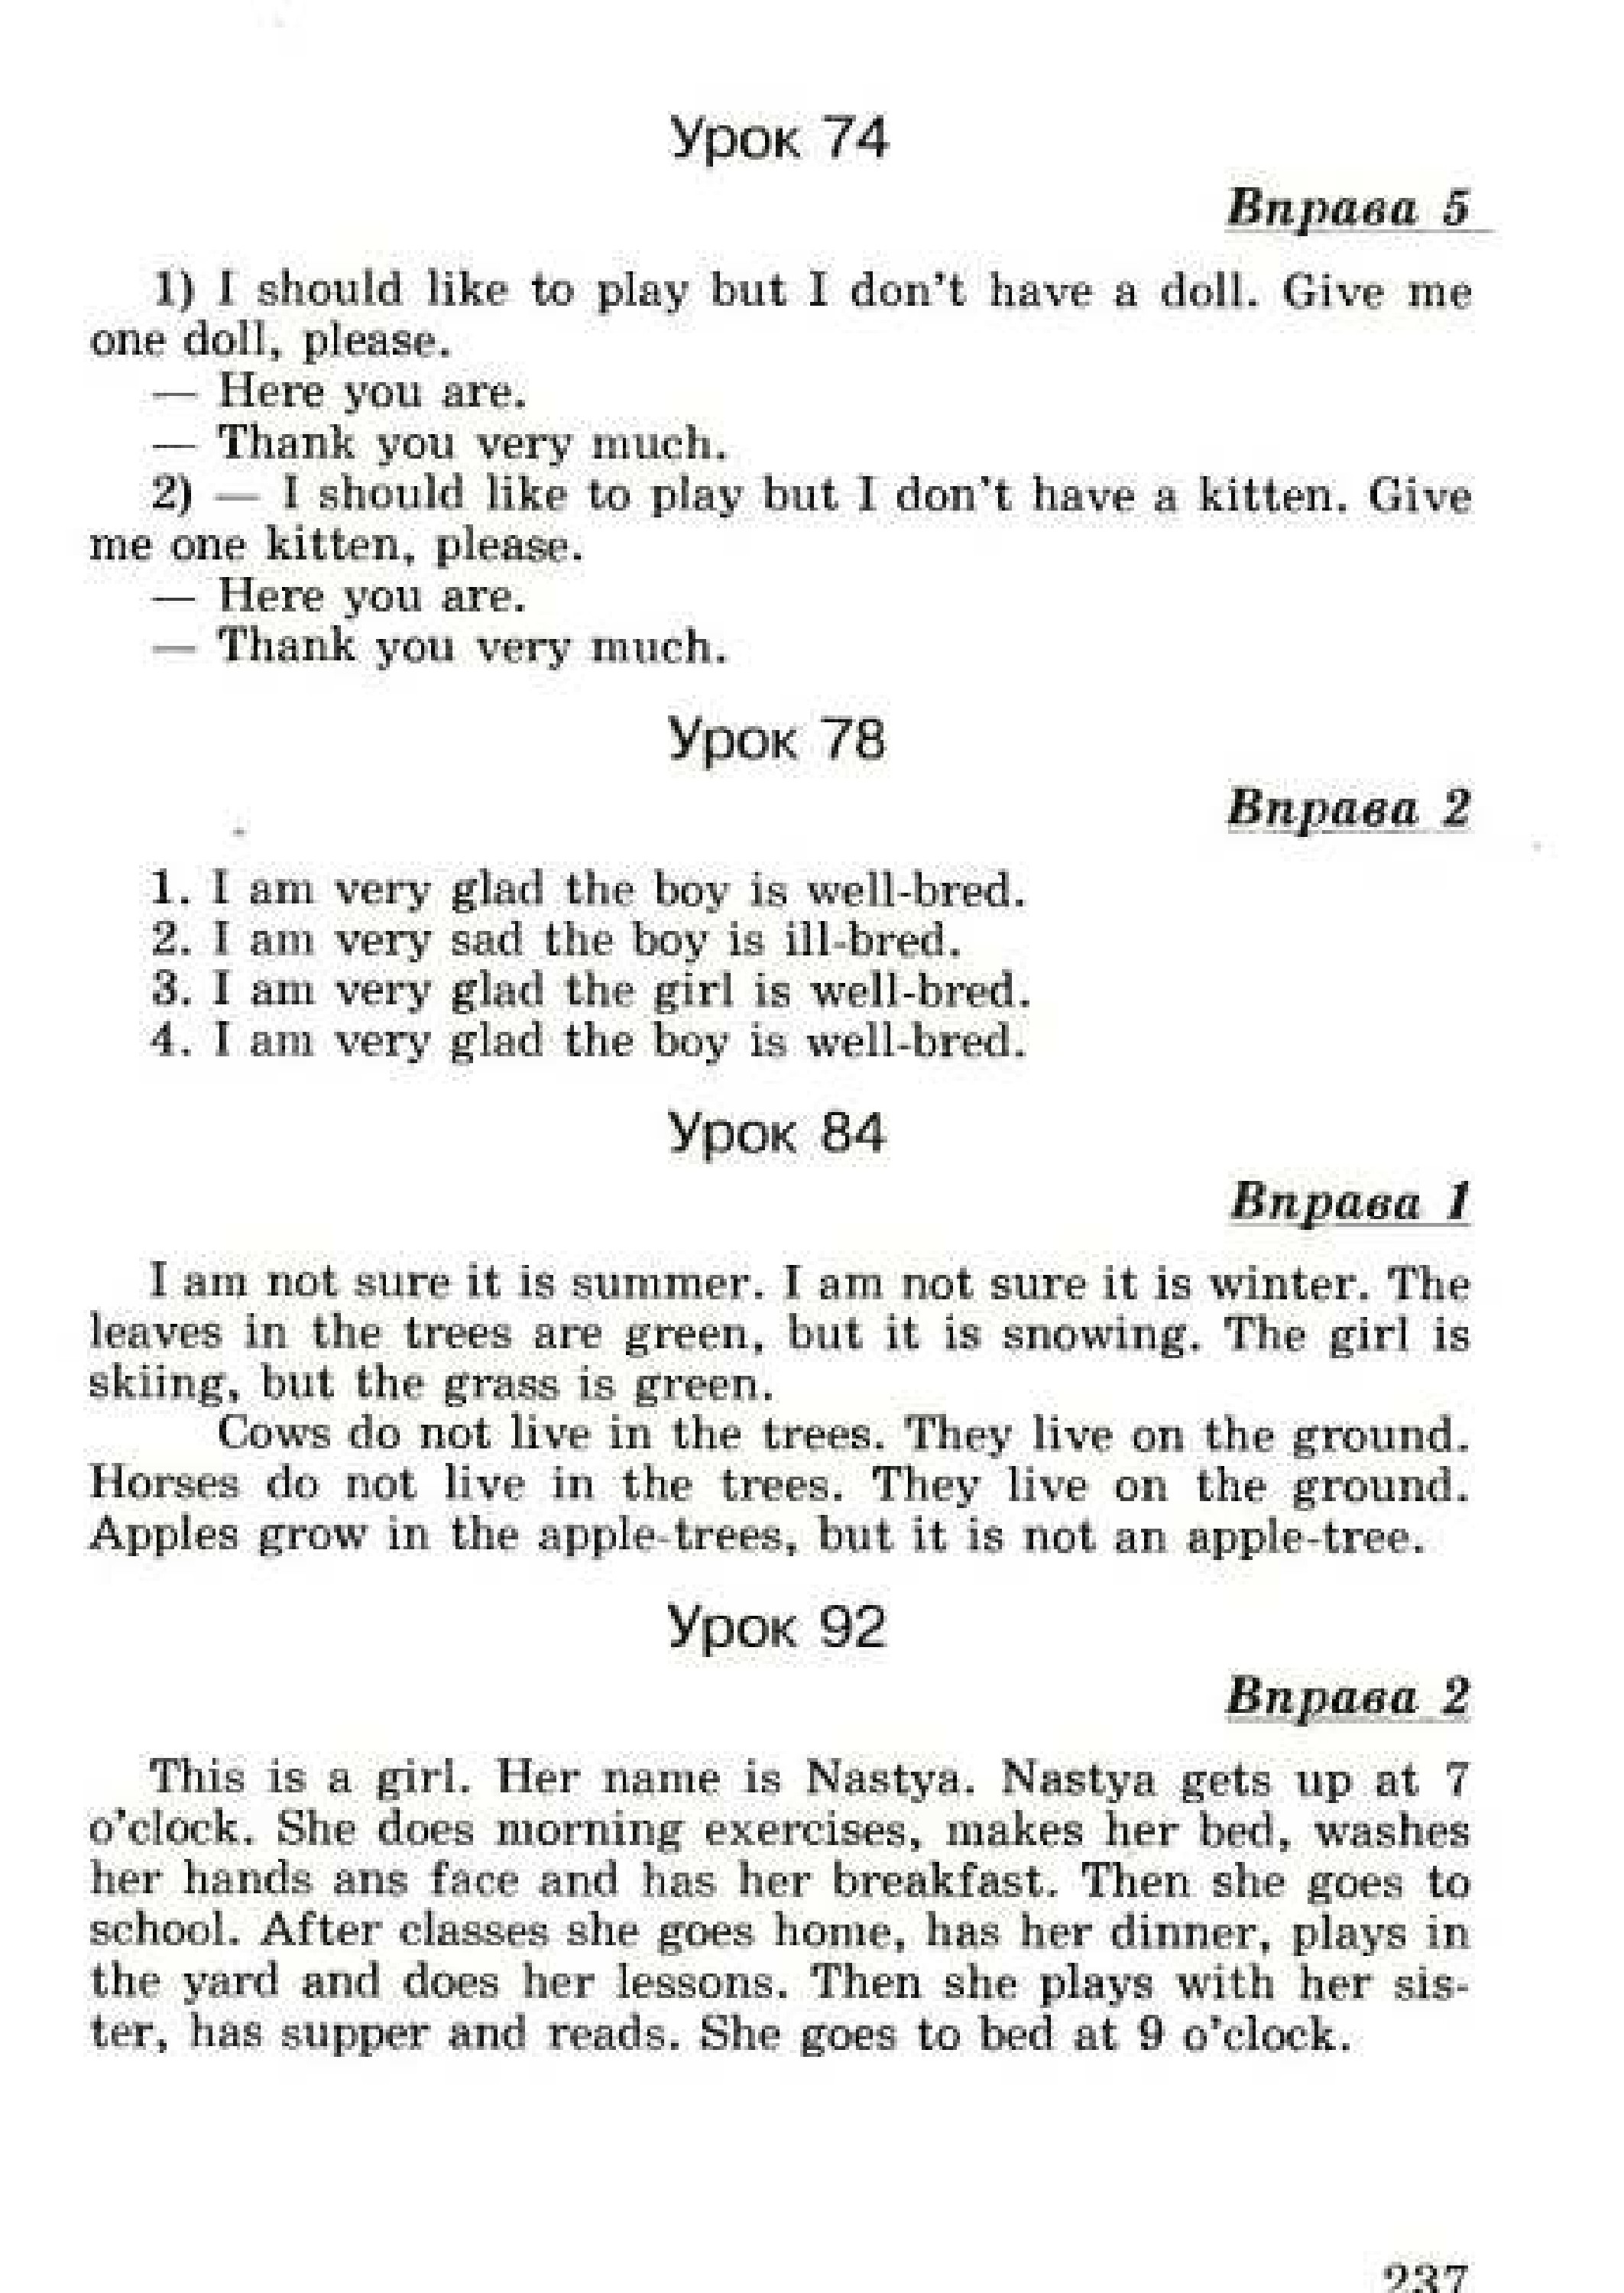 Урок 74
Вправа 5
1) I should like to play but I don't have a doll. Give me
one doll, please.
— Here you are.
— Thank you very much.
2) — I should like to play but I don't have a kitten. Give
me one kitten, please.
— Here you are.
— Thank you very much.
Урок 78
Вправа 2
1. I am very glad the boy is well-bred.
2. I am very sad the boy is ill-bred.
3. I am very glad the girl is well-bred.
4. I am very glad the boy is well-bred.
Урок 84
Вправа 1
I am not sure it is summer. I am not sure it is winter. The
leaves in the trees are green, but it is snowing. The girl is
skiing, but the grass is green.
Cows do not live in the trees. They live on the ground.
Horses do not live in the trees. They live on the ground.
Apples grow in the apple-trees, but it is not an apple-tree.
Урок 92
Вправа 2
This is a girl. Her name is Nastya. Nastya gets up at 7
o'clock. She does morning exercises, makes her bed, washes
her hands ans face and has her breakfast. Then she goes to
school. After classes she goes home, has her dinner, plays in
the yard and does her lessons. Then she plays with her sis-
ter, has supper and reads. She goes to bed at 9 o'clock.
237